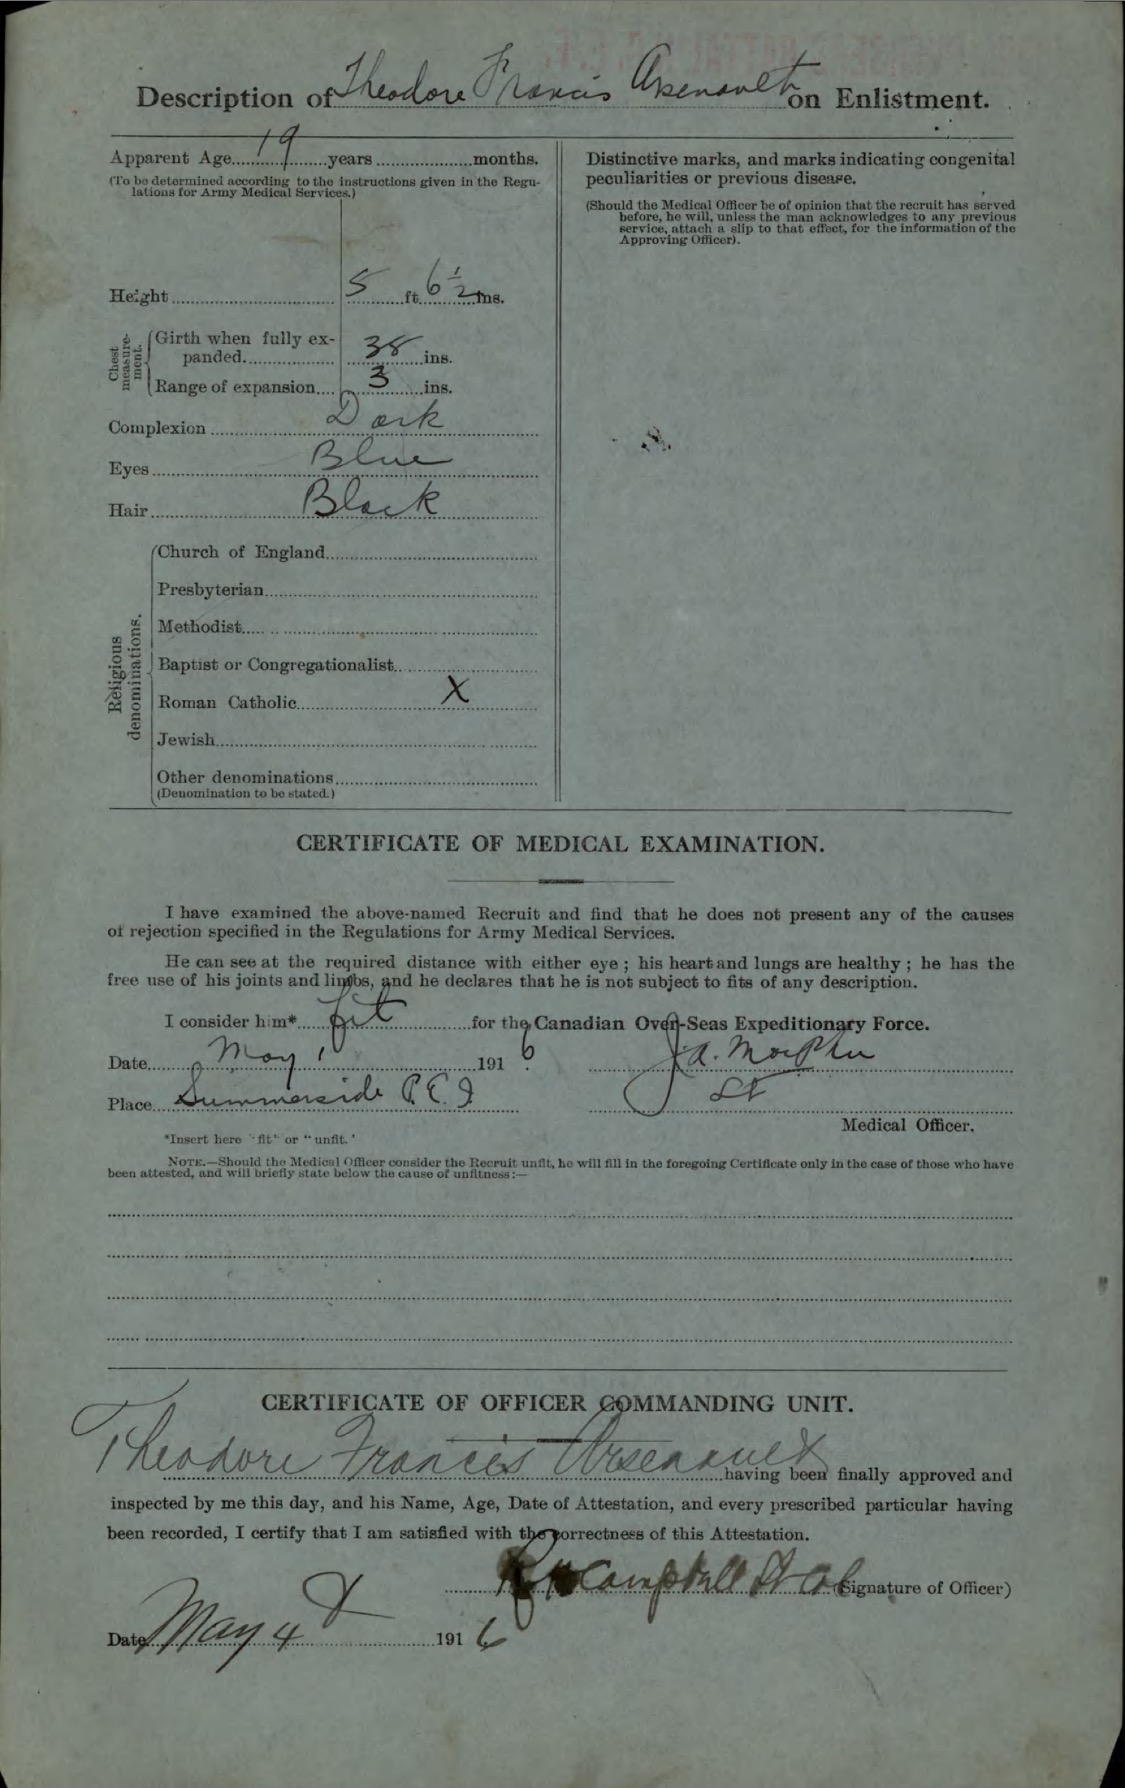 Description of Theodore Francis Arsenault on Enlistment.
Apparent Age 19 years months.
(To be determined according to the instructions given in the Regu-
lations for Army Medical Services.)
Height 5 ft. 6 1/2 ins.
Chest measure-ment.
Girth when fully ex-
panded 38 ins.
Range of expansion 3 ins.
Complexion Dark
Eyes Blue
Hair Black
Religious denominations.
Church of England
Presbyterian
Methodist
Baptist or Congregationalist
Roman Catholic X
Jewish
Other denominations
(Denomination to be stated.)
Distinctive marks, and marks indicating congenital
peculiarities or previous disease.
(Should the Medical Officer be of opinion that the recruit has served
before, he will, unless the man acknowledges to any previous
service, attach a slip to that effect, for the information of the
Approving Officer).
CERTIFICATE OF MEDICAL EXAMINATION.
I have examined the above-named Recruit and find that he does not present any of the causes
of rejection specified in the Regulations for Army Medical Services.
He can see at the required distance with either eye ; his heart and lungs are healthy ; he has the
free use of his joints and limbs, and he declares that he is not subject to fits of any description.
I consider him* fit for the Canadian Over-Seas Expeditionary Force.
Date May 1 1916
J.A.
Place Summerside P.E.I
Medical Officer.
*Insert here "fit" or "unfit."
NOTE.—Should the Medical Officer consider the Recruit unfit, he will fill in the foregoing Certificate only in the case of those who have
been attested, and will briefly state below the cause of unfitness:—
CERTIFICATE OF OFFICER COMMANDING UNIT.
Theodore Francis Arsenault having been finally approved and
inspected by me this day, and his Name, Age, Date of Attestation, and every prescribed particular having
been recorded, I certify that I am satisfied with the correctness of this Attestation.
Campbell (Signature of Officer)
Date May 4 1916